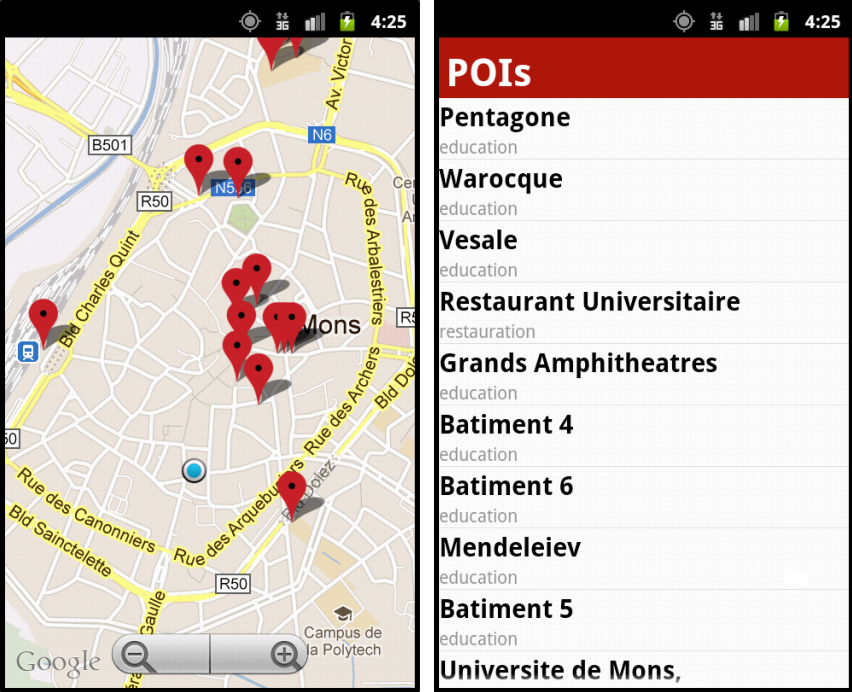 3G
4:25
Av. Victor
B501
N6
N556
Cen
U
A
R50
Rue des Arbalestriers
Bld Charles Quint
R5
Mons
Rue des Archers
Bld Dolez
50
Rue des Canonniers
Rue des Arquebusiers
Bld Dolez
Bld Sainctelette
R50
Gaulle
Campus de
la Polytech
Google
3G
4:25
POIs
Pentagone
education
Warocque
education
Vesale
education
Restaurant Universitaire
restauration
Grands Amphitheatres
education
Batiment 4
education
Batiment 6
education
Mendeleiev
education
Batiment 5
education
Universite de Mons,